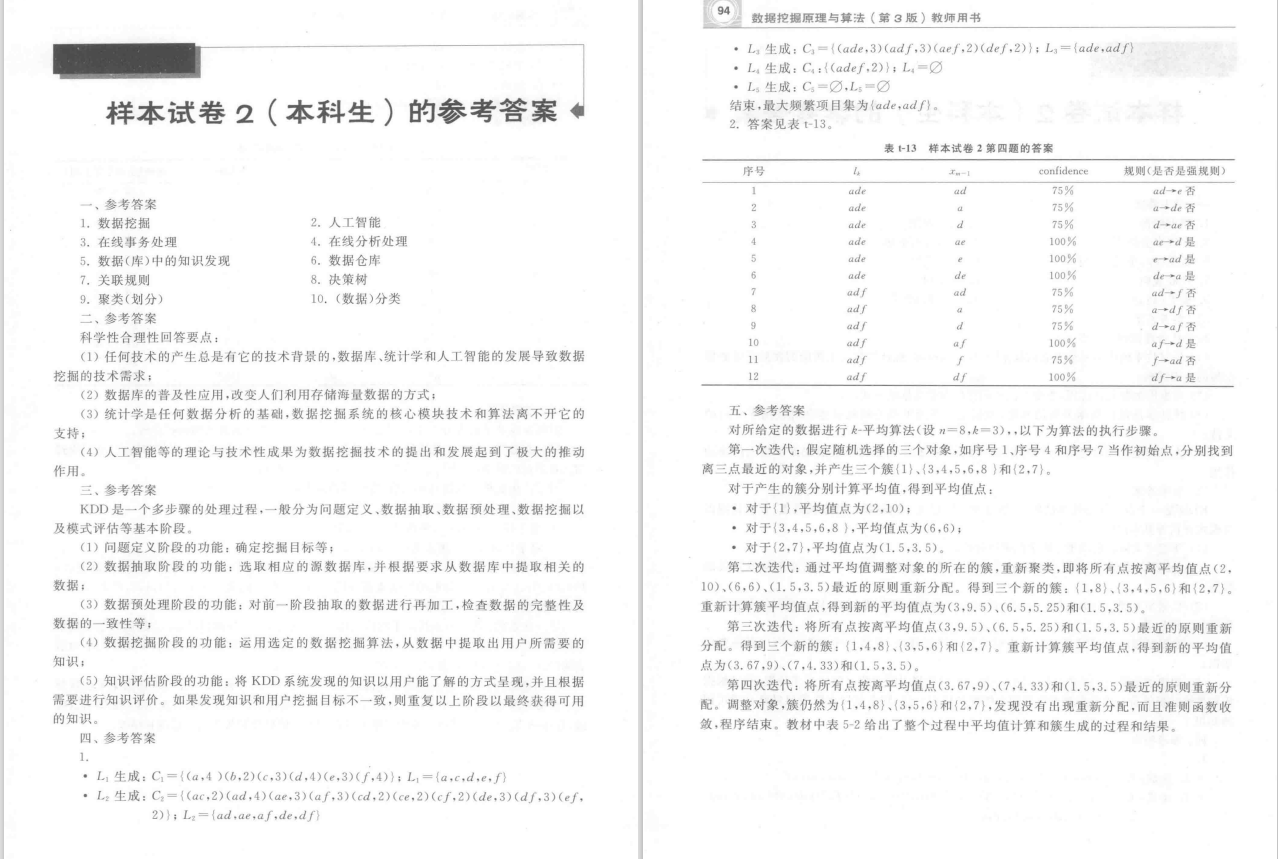 样本试卷 2（本科生）的参考答案
一、参考答案
1. 数据挖掘 2. 人工智能
3. 在线事务处理 4. 在线分析处理
5. 数据(库)中的知识发现 6. 数据仓库
7. 关联规则 8. 决策树
9. 聚类(划分) 10. (数据)分类
二、参考答案
科学性合理性回答要点：
(1) 任何技术的产生总是有它的技术背景的,数据库、统计学和人工智能的发展导致数据
挖掘的技术需求；
(2) 数据库的普及性应用,改变人们利用存储海量数据的方式；
(3) 统计学是任何数据分析的基础,数据挖掘系统的核心模块技术和算法离不开它的
支持；
(4) 人工智能等的理论与技术性成果为数据挖掘技术的提出和发展起到了极大的推动
作用。
三、参考答案
KDD 是一个多步骤的处理过程,一般分为问题定义、数据抽取、数据预处理、数据挖掘以
及模式评估等基本阶段。
(1) 问题定义阶段的功能：确定挖掘目标等；
(2) 数据抽取阶段的功能：选取相应的源数据库,并根据要求从数据库中提取相关的
数据；
(3) 数据预处理阶段的功能：对前一阶段抽取的数据进行再加工,检查数据的完整性及
数据的一致性等；
(4) 数据挖掘阶段的功能：运用选定的数据挖掘算法,从数据中提取出用户所需要的
知识；
(5) 知识评估阶段的功能：将 KDD 系统发现的知识以用户能了解的方式呈现,并且根据
需要进行知识评价。如果发现知识和用户挖掘目标不一致,则重复以上阶段以最终获得可用
的知识。
四、参考答案
1.
• L₁ 生成：C₁={(a,4 )(b,2)(c,3)(d,4)(e,3)(f,4)}；L₁={a,c,d,e,f}
• L₂ 生成：C₂={(ac,2)(ad,4)(ae,3)(af,3)(cd,2)(ce,2)(cf,2)(de,3)(df,3)(ef,
2)}；L₂={ad,ae,af,de,df}
94 数据挖掘原理与算法（第 3 版）教师用书
• L₃ 生成：C₃={(ade,3)(adf,3)(aef,2)(def,2)}；L₃={ade,adf}
• L₄ 生成：C₄:{(adef,2)}；L₄=∅
• L₅ 生成：C₅=∅,L₅=∅
结束,最大频繁项目集为{ade,adf}。
2. 答案见表 t-13。
表 t-13 样本试卷 2 第四题的答案
序号 lₖ xₘ₋₁ confidence 规则(是否是强规则)
1 ade ad 75% ad→e 否
2 ade a 75% a→de 否
3 ade d 75% d→ae 否
4 ade ae 100% ae→d 是
5 ade e 100% e→ad 是
6 ade de 100% de→a 是
7 adf ad 75% ad→f 否
8 adf a 75% a→df 否
9 adf d 75% d→af 否
10 adf af 100% af→d 是
11 adf f 75% f→ad 否
12 adf df 100% df→a 是
五、参考答案
对所给定的数据进行 k-平均算法(设 n=8,k=3),,以下为算法的执行步骤。
第一次迭代：假定随机选择的三个对象,如序号 1、序号 4 和序号 7 当作初始点,分别找到
离三点最近的对象,并产生三个簇{1}、{3,4,5,6,8 }和{2,7}。
对于产生的簇分别计算平均值,得到平均值点：
• 对于{1},平均值点为(2,10)；
• 对于{3,4,5,6,8 },平均值点为(6,6)；
• 对于{2,7},平均值点为(1.5,3.5)。
第二次迭代：通过平均值调整对象的所在的簇,重新聚类,即将所有点按离平均值点(2,
10)、(6,6)、(1.5,3.5)最近的原则重新分配。得到三个新的簇：{1,8}、{3,4,5,6}和{2,7}。
重新计算簇平均值点,得到新的平均值点为(3,9.5)、(6.5,5.25)和(1.5,3.5)。
第三次迭代：将所有点按离平均值点(3,9.5)、(6.5,5.25)和(1.5,3.5)最近的原则重新
分配。得到三个新的簇：{1,4,8}、{3,5,6}和{2,7}。重新计算簇平均值点,得到新的平均值
点为(3.67,9)、(7,4.33)和(1.5,3.5)。
第四次迭代：将所有点按离平均值点(3.67,9)、(7,4.33)和(1.5,3.5)最近的原则重新分
配。调整对象,簇仍然为{1,4,8}、{3,5,6}和{2,7},发现没有出现重新分配,而且准则函数收
敛,程序结束。教材中表 5-2 给出了整个过程中平均值计算和簇生成的过程和结果。